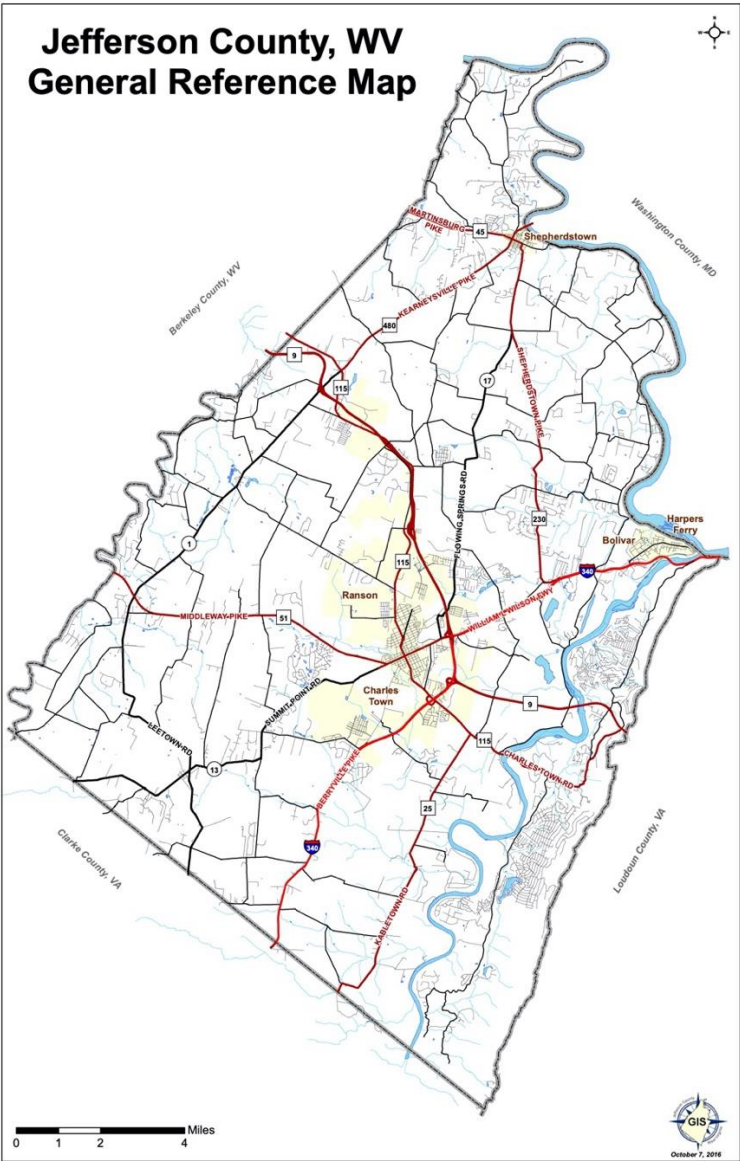 Jefferson County, WV
General Reference Map
N
W
E
S
Washington County, MD
MARTINSBURG
PIKE
45
Shepherdstown
Berkeley County, WV
KEARNEYSVILLE PIKE
480
9
115
17
SHEPHERDSTOWN PIKE
FLOWING SPRINGS RD
230
Harpers
Ferry
Bolivar
1
115
340
Ranson
WILLIAM L WILSON FWY
MIDDLEWAY PIKE
51
SUMMIT POINT RD
Charles
Town
9
LEETOWN RD
115
CHARLES TOWN RD
13
BERRYVILLE PIKE
25
340
Clarke County, VA
Loudoun County, VA
KABLETOWN RD
Miles
0 1 2 4
GIS
October 7, 2016